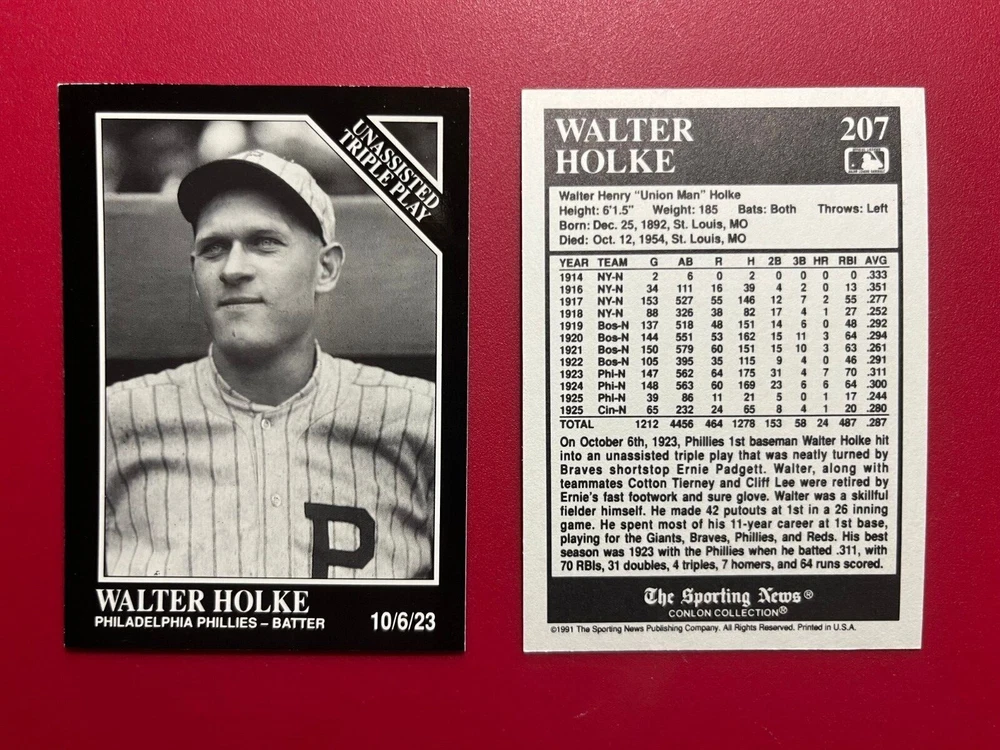 UNASSISTED
TRIPLE PLAY
P
WALTER HOLKE
PHILADELPHIA PHILLIES – BATTER 10/6/23
WALTER 207
HOLKE
Walter Henry "Union Man" Holke
Height: 6'1.5" Weight: 185 Bats: Both Throws: Left
Born: Dec. 25, 1892, St. Louis, MO
Died: Oct. 12, 1954, St. Louis, MO
YEAR TEAM G AB R H 2B 3B HR RBI AVG
1914 NY-N 2 6 0 2 0 0 0 0 .333
1916 NY-N 34 111 16 39 4 2 0 13 .351
1917 NY-N 153 527 55 146 12 7 2 55 .277
1918 NY-N 88 326 38 82 17 4 1 27 .252
1919 Bos-N 137 518 48 151 14 6 0 48 .292
1920 Bos-N 144 551 53 162 15 11 3 64 .294
1921 Bos-N 150 579 60 151 15 10 3 63 .261
1922 Bos-N 105 395 35 115 9 4 0 46 .291
1923 Phi-N 147 562 64 175 31 4 7 70 .311
1924 Phi-N 148 563 60 169 23 6 6 64 .300
1925 Phi-N 39 86 11 21 5 0 1 17 .244
1925 Cin-N 65 232 24 65 8 4 1 20 .280
TOTAL 1212 4456 464 1278 153 58 24 487 .287
On October 6th, 1923, Phillies 1st baseman Walter Holke hit
into an unassisted triple play that was neatly turned by
Braves shortstop Ernie Padgett. Walter, along with
teammates Cotton Tierney and Cliff Lee were retired by
Ernie's fast footwork and sure glove. Walter was a skillful
fielder himself. He made 42 putouts at 1st in a 26 inning
game. He spent most of his 11-year career at 1st base,
playing for the Giants, Braves, Phillies, and Reds. His best
season was 1923 with the Phillies when he batted .311, with
70 RBIs, 31 doubles, 4 triples, 7 homers, and 64 runs scored.
The Sporting News®
CONLON COLLECTION®
©1991 The Sporting News Publishing Company. All Rights Reserved. Printed in U.S.A.